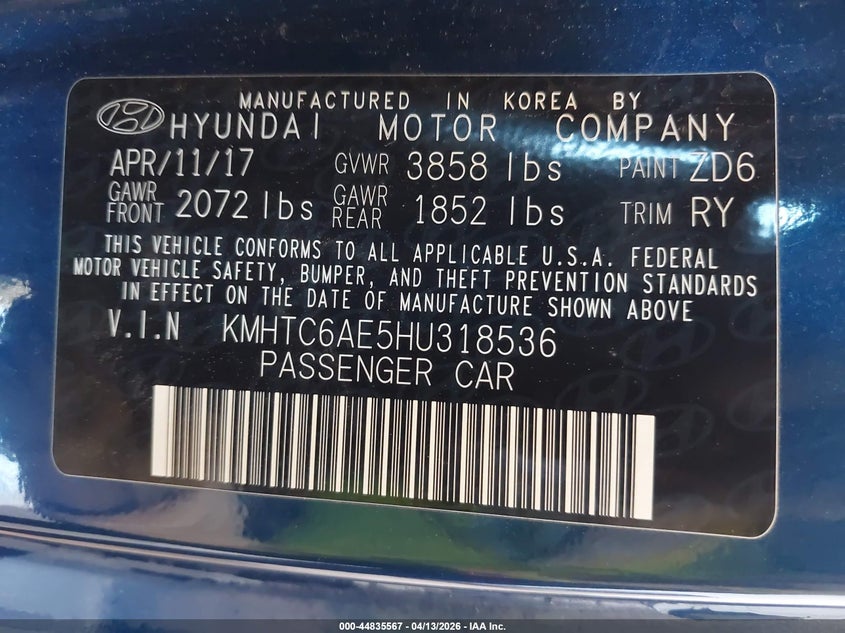 MANUFACTURED IN KOREA BY
HYUNDAI MOTOR COMPANY
APR/11/17 GVWR 3858 lbs PAINT ZD6
GAWR FRONT 2072 lbs GAWR REAR 1852 lbs TRIM RY
THIS VEHICLE CONFORMS TO ALL APPLICABLE U.S.A. FEDERAL
MOTOR VEHICLE SAFETY, BUMPER, AND THEFT PREVENTION STANDARDS
IN EFFECT ON THE DATE OF MANUFACTURE SHOWN ABOVE
V.I.N KMHTC6AE5HU318536
PASSENGER CAR
000-44835567 - 04/13/2026 - IAA Inc.